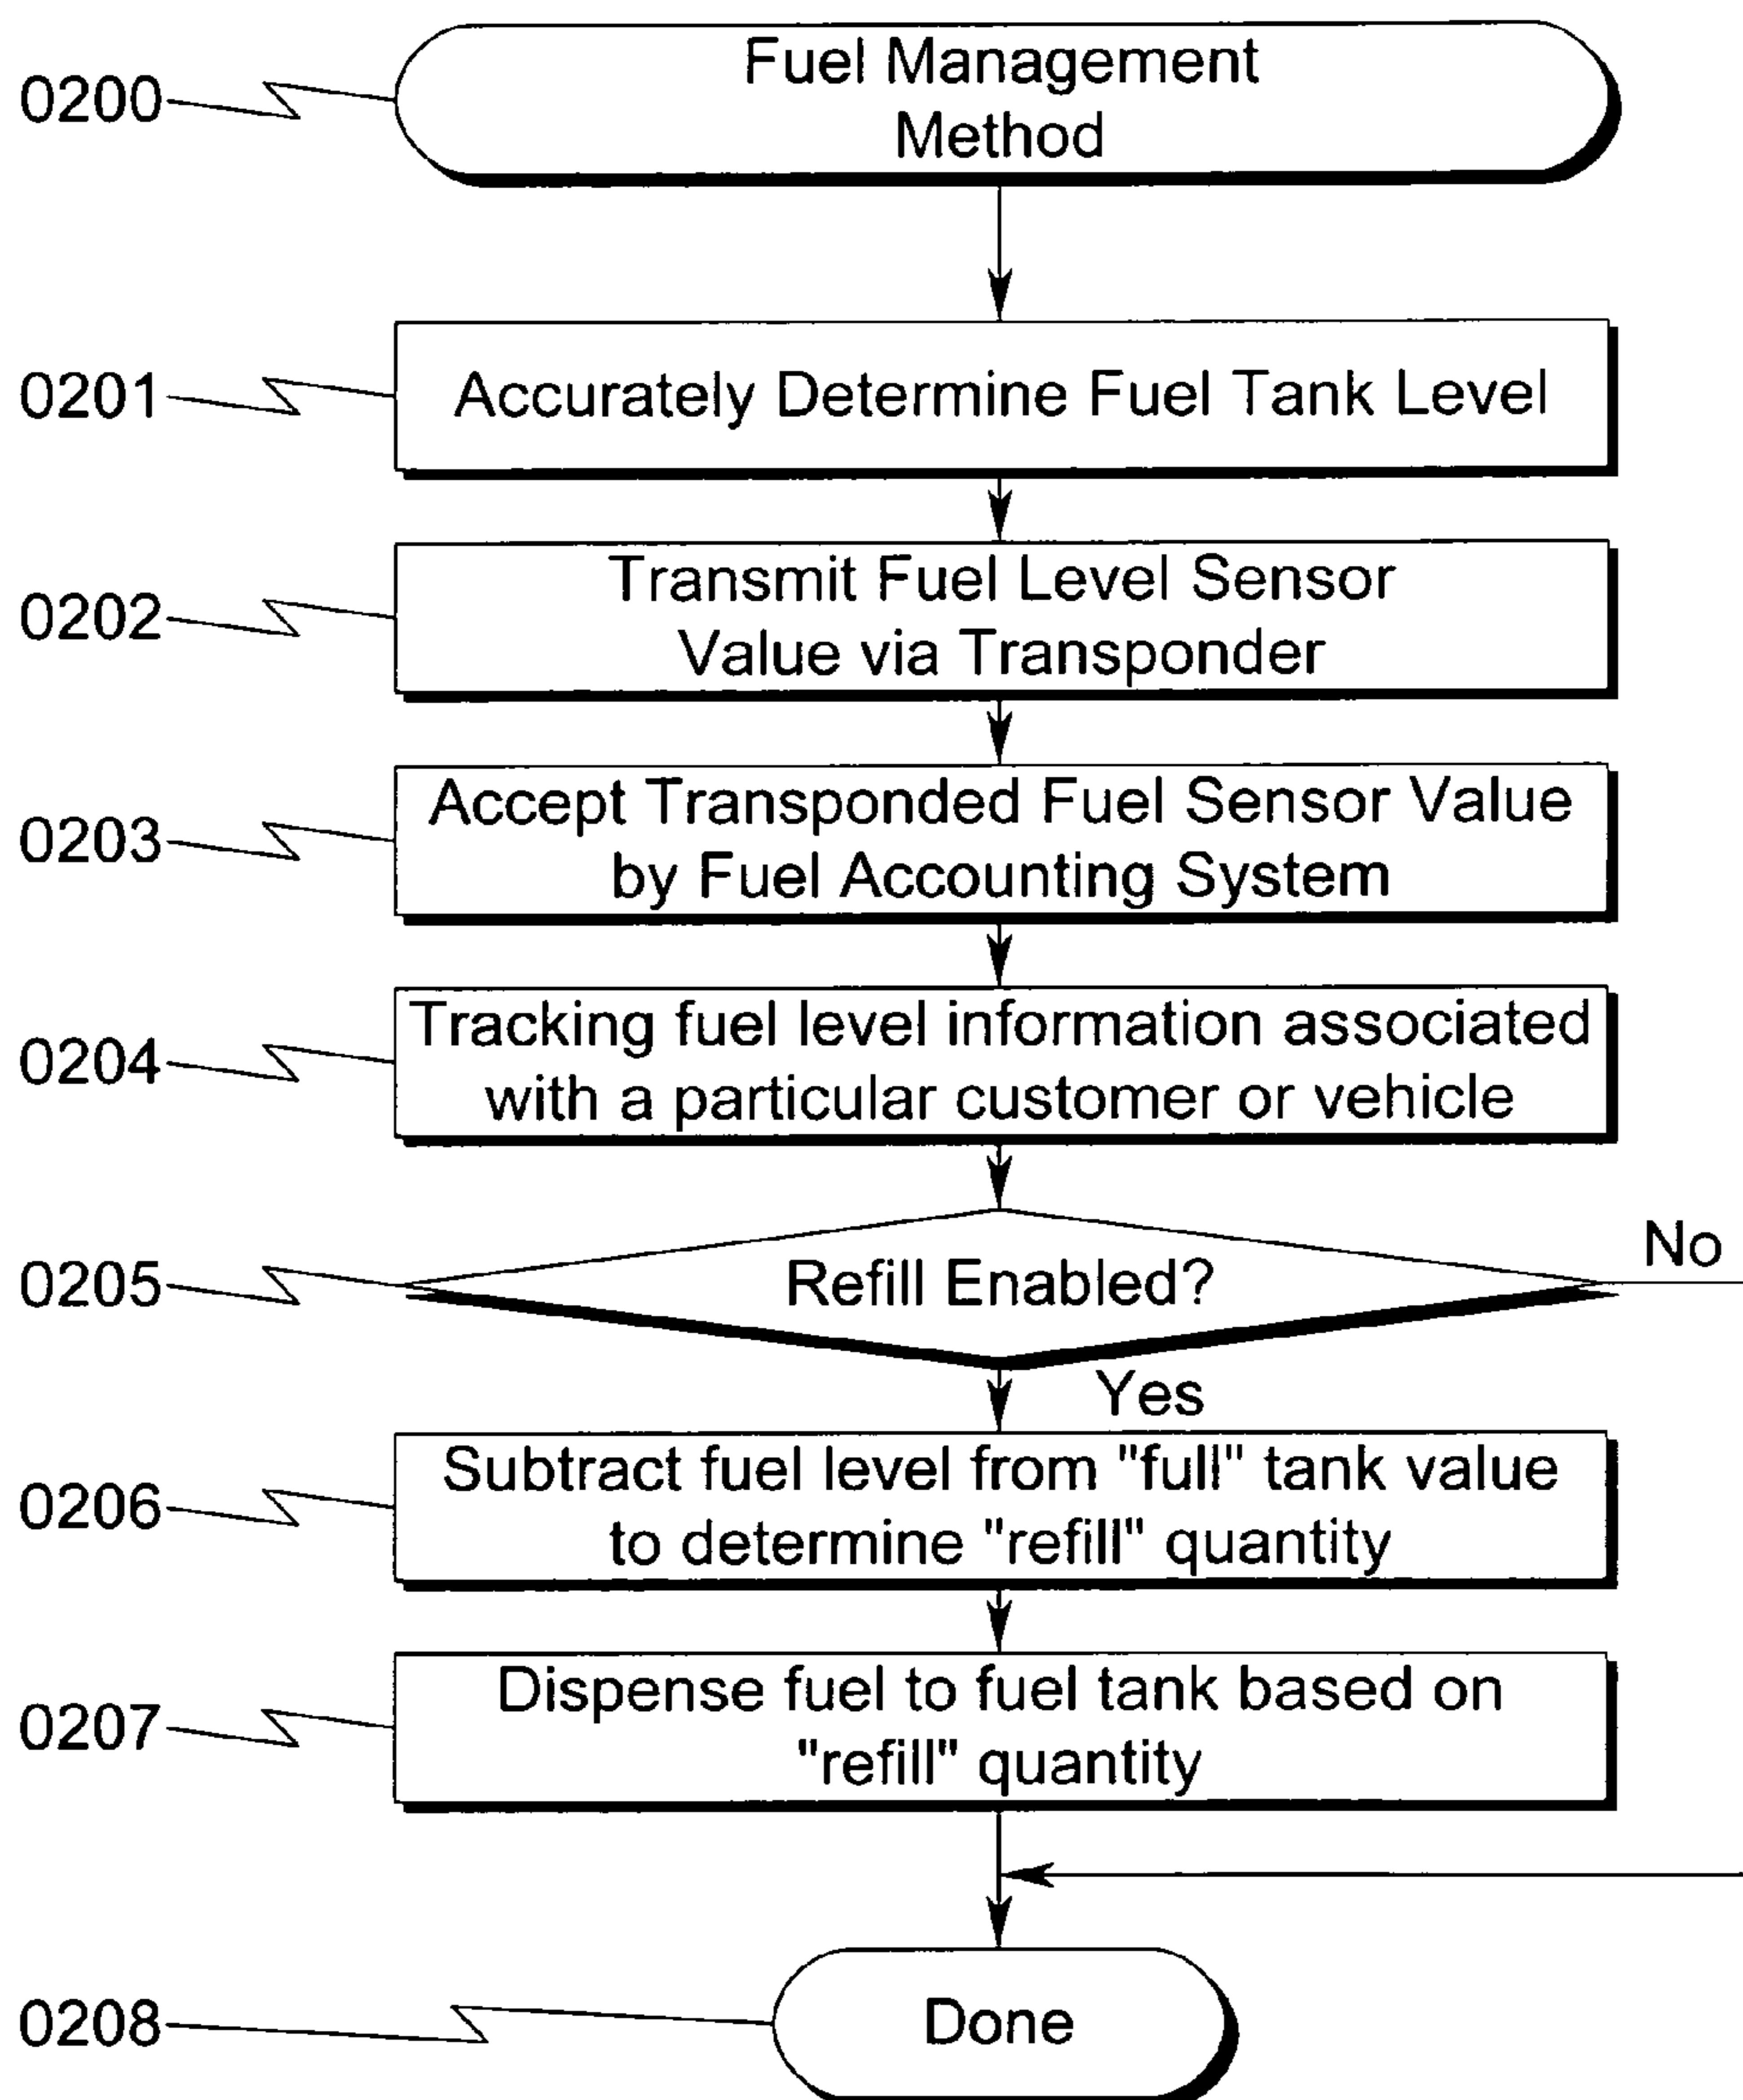 0200
Fuel Management
Method
0201
Accurately Determine Fuel Tank Level
0202
Transmit Fuel Level Sensor
Value via Transponder
0203
Accept Transponded Fuel Sensor Value
by Fuel Accounting System
0204
Tracking fuel level information associated
with a particular customer or vehicle
0205
Refill Enabled?
No
Yes
0206
Subtract fuel level from "full" tank value
to determine "refill" quantity
0207
Dispense fuel to fuel tank based on
"refill" quantity
0208
Done